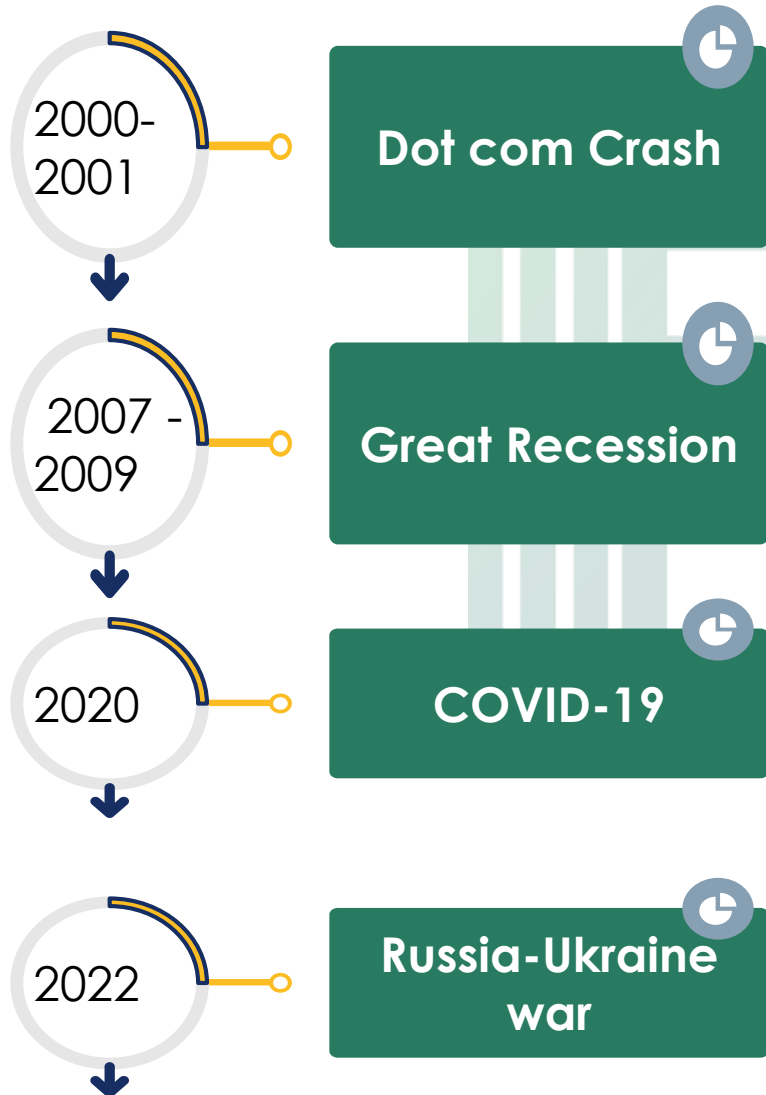 2000-
2001
Dot com Crash
2007 -
2009
Great Recession
2020
COVID-19
2022
Russia-Ukraine
war